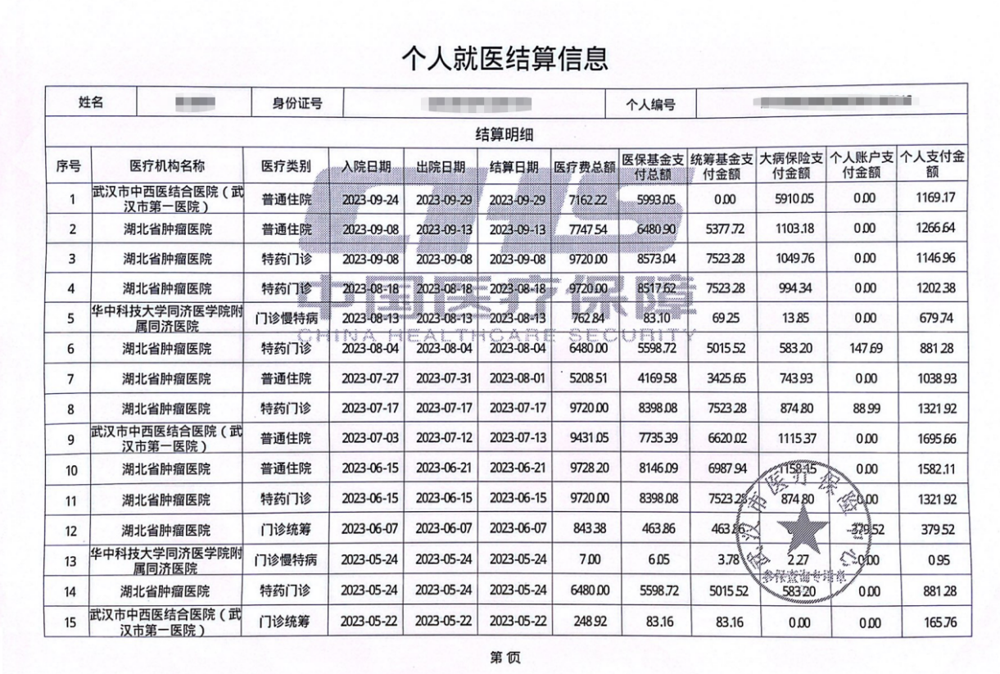 个人就医结算信息
姓名 身份证号 个人编号
结算明细
序号 医疗机构名称 医疗类别 入院日期 出院日期 结算日期 医疗费总额 医保基金支付总额 统筹基金支付金额 大病保险支付金额 个人账户支付金额 个人支付金额
1 武汉市中西医结合医院（武汉市第一医院） 普通住院 2023-09-24 2023-09-29 2023-09-29 7162.22 5993.05 0.00 5910.05 0.00 1169.17
2 湖北省肿瘤医院 普通住院 2023-09-08 2023-09-13 2023-09-13 7747.54 6480.90 5377.72 1103.18 0.00 1266.64
3 湖北省肿瘤医院 特药门诊 2023-09-08 2023-09-08 2023-09-08 9720.00 8573.04 7523.28 1049.76 0.00 1146.96
4 湖北省肿瘤医院 特药门诊 2023-08-18 2023-08-18 2023-08-18 9720.00 8517.62 7523.28 994.34 0.00 1202.38
5 华中科技大学同济医学院附属同济医院 门诊慢特病 2023-08-13 2023-08-13 2023-08-13 762.84 83.10 69.25 13.85 0.00 679.74
6 湖北省肿瘤医院 特药门诊 2023-08-04 2023-08-04 2023-08-04 6480.00 5598.72 5015.52 583.20 147.69 881.28
7 湖北省肿瘤医院 普通住院 2023-07-27 2023-07-31 2023-08-01 5208.51 4169.58 3425.65 743.93 0.00 1038.93
8 湖北省肿瘤医院 特药门诊 2023-07-17 2023-07-17 2023-07-17 9720.00 8398.08 7523.28 874.80 88.99 1321.92
9 武汉市中西医结合医院（武汉市第一医院） 普通住院 2023-07-03 2023-07-12 2023-07-13 9431.05 7735.39 6620.02 1115.37 0.00 1695.66
10 湖北省肿瘤医院 普通住院 2023-06-15 2023-06-21 2023-06-21 9728.20 8146.09 6987.94 1158.15 0.00 1582.11
11 湖北省肿瘤医院 特药门诊 2023-06-15 2023-06-15 2023-06-15 9720.00 8398.08 7523.28 874.80 0.00 1321.92
12 湖北省肿瘤医院 门诊统筹 2023-06-07 2023-06-07 2023-06-07 843.38 463.86 463.86 379.52 379.52
13 华中科技大学同济医学院附属同济医院 门诊慢特病 2023-05-24 2023-05-24 2023-05-24 7.00 6.05 3.78 2.27 0.00 0.95
14 湖北省肿瘤医院 特药门诊 2023-05-24 2023-05-24 2023-05-24 6480.00 5598.72 5015.52 583.20 0.00 881.28
15 武汉市中西医结合医院（武汉市第一医院） 门诊统筹 2023-05-22 2023-05-22 2023-05-22 248.92 83.16 83.16 0.00 0.00 165.76
CHS
中国医疗保障
CHINA HEALTHCARE SECURITY
武汉市医疗保障 中心
参保查询专用章
第 页